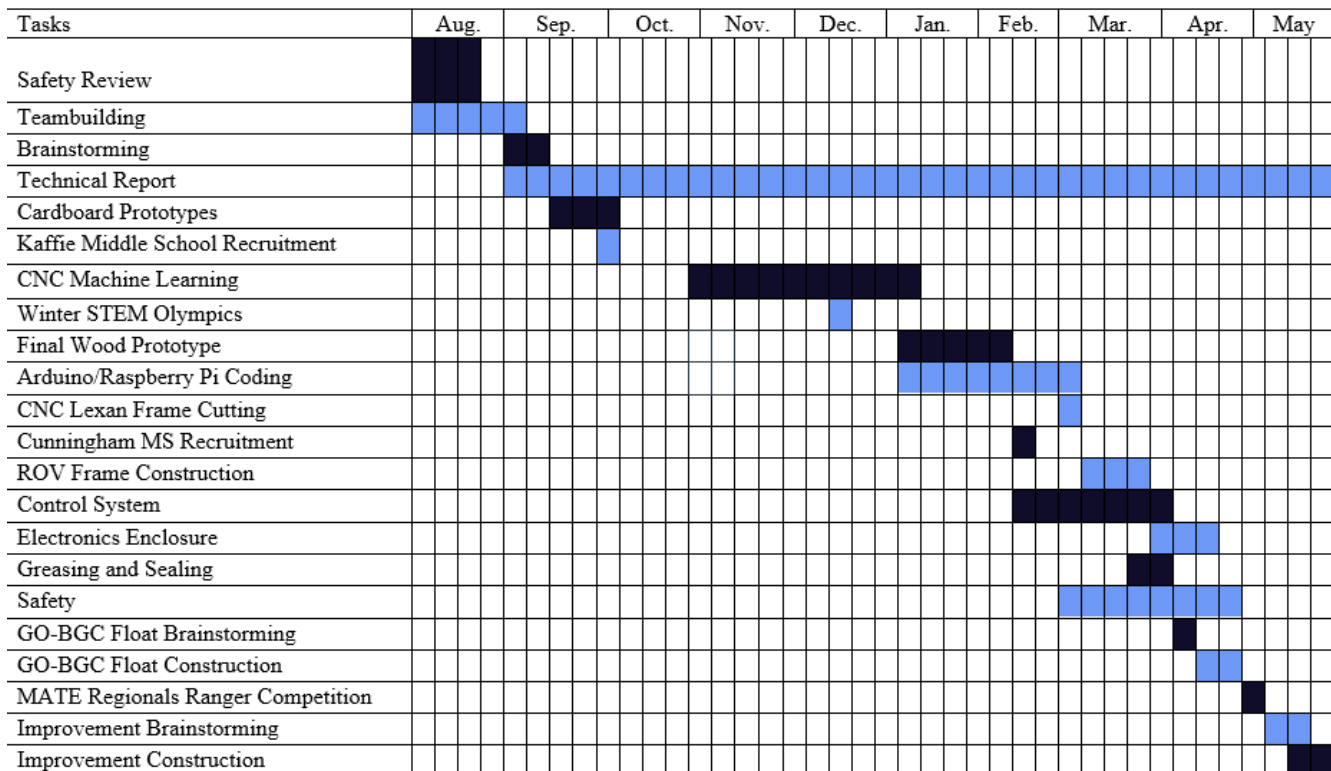 Tasks Aug. Sep. Oct. Nov. Dec. Jan. Feb. Mar. Apr. May
Safety Review
Teambuilding
Brainstorming
Technical Report
Cardboard Prototypes
Kaffie Middle School Recruitment
CNC Machine Learning
Winter STEM Olympics
Final Wood Prototype
Arduino/Raspberry Pi Coding
CNC Lexan Frame Cutting
Cunningham MS Recruitment
ROV Frame Construction
Control System
Electronics Enclosure
Greasing and Sealing
Safety
GO-BGC Float Brainstorming
GO-BGC Float Construction
MATE Regionals Ranger Competition
Improvement Brainstorming
Improvement Construction